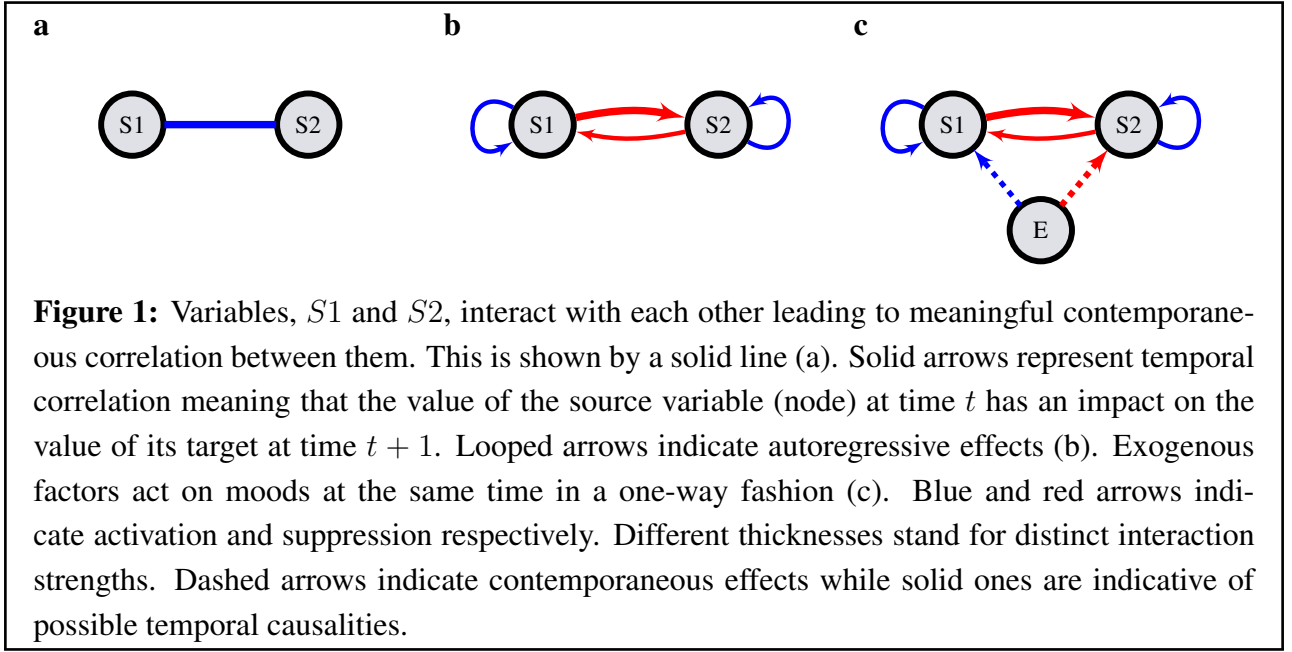 a b c
S1 S2 S1 S2 S1 S2
E
Figure 1: Variables, S1 and S2, interact with each other leading to meaningful contemporane-
ous correlation between them. This is shown by a solid line (a). Solid arrows represent temporal
correlation meaning that the value of the source variable (node) at time t has an impact on the
value of its target at time t + 1. Looped arrows indicate autoregressive effects (b). Exogenous
factors act on moods at the same time in a one-way fashion (c). Blue and red arrows indi-
cate activation and suppression respectively. Different thicknesses stand for distinct interaction
strengths. Dashed arrows indicate contemporaneous effects while solid ones are indicative of
possible temporal causalities.